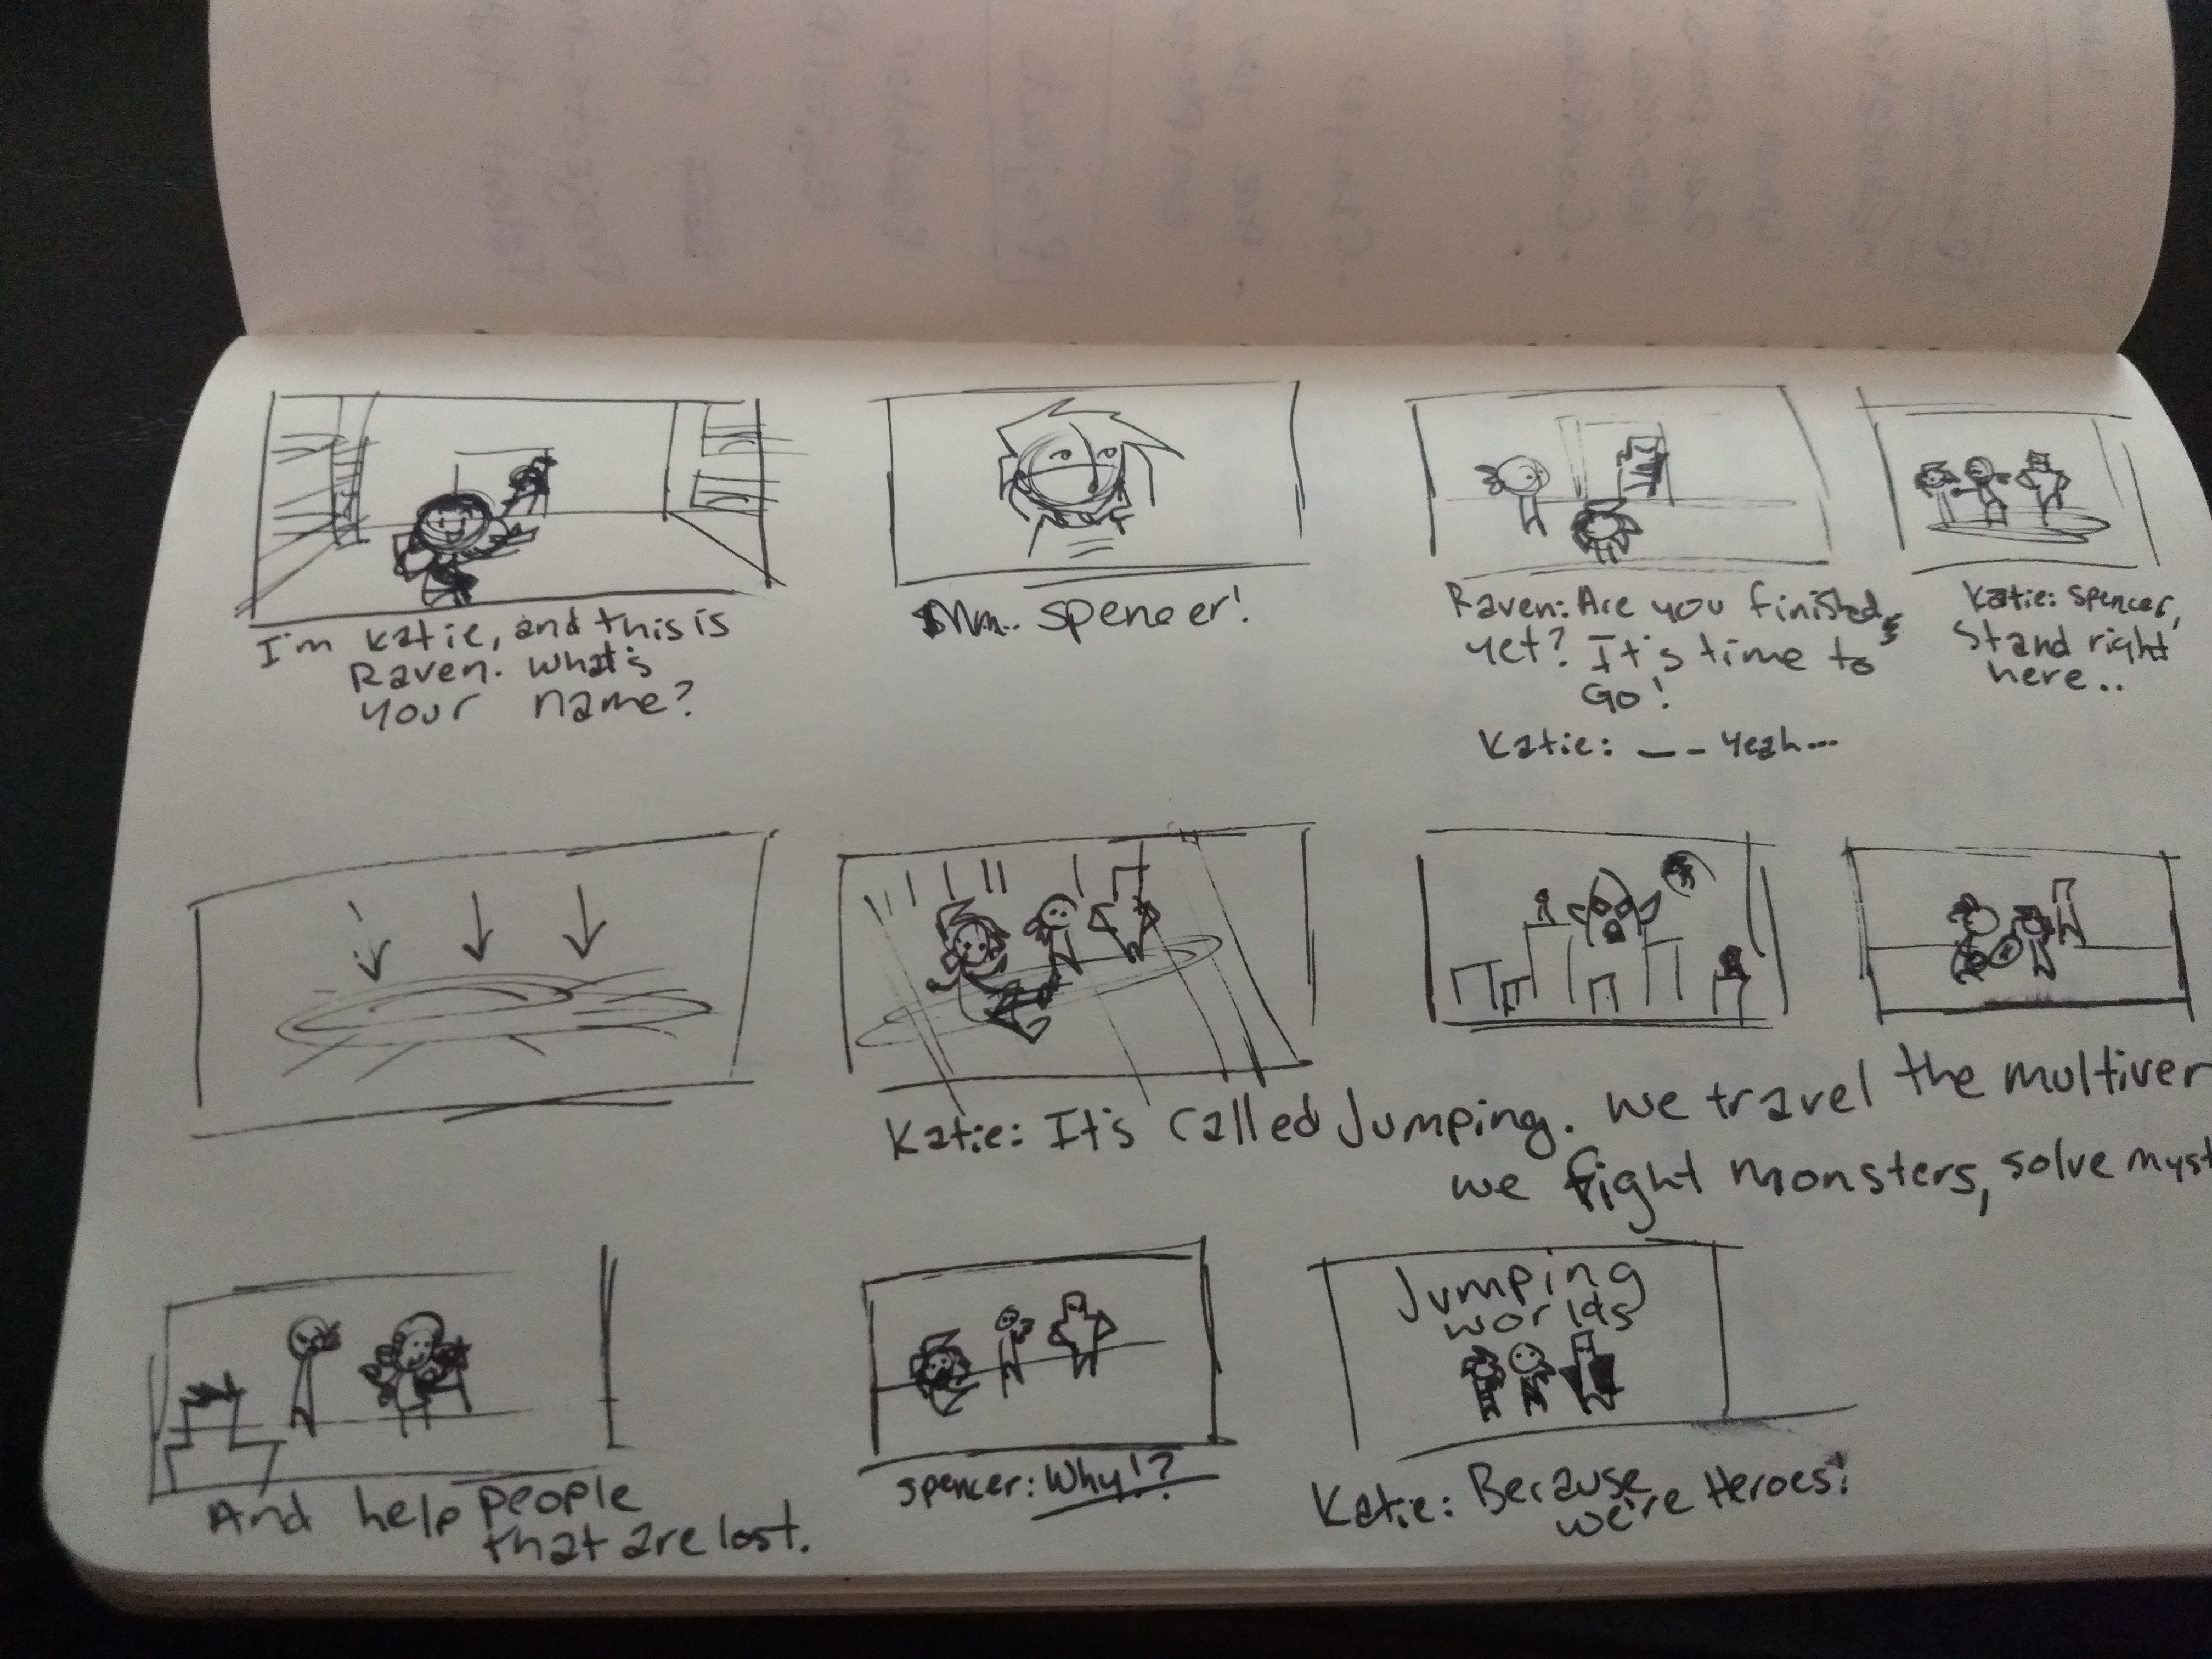 I'm Katie, and this is
Raven. What's
your name?
Mm.. Spencer!
Raven: Are you finished
yet? It's time to
Go!
Katie: _ _ Yeah...
Katie: Spencer,
Stand right
here..
Katie: It's called Jumping. We travel the multiver
we fight monsters, solve myst
And help people
that are lost.
Spencer: Why!?
Jumping
worlds
Katie: Because
we're Heroes!